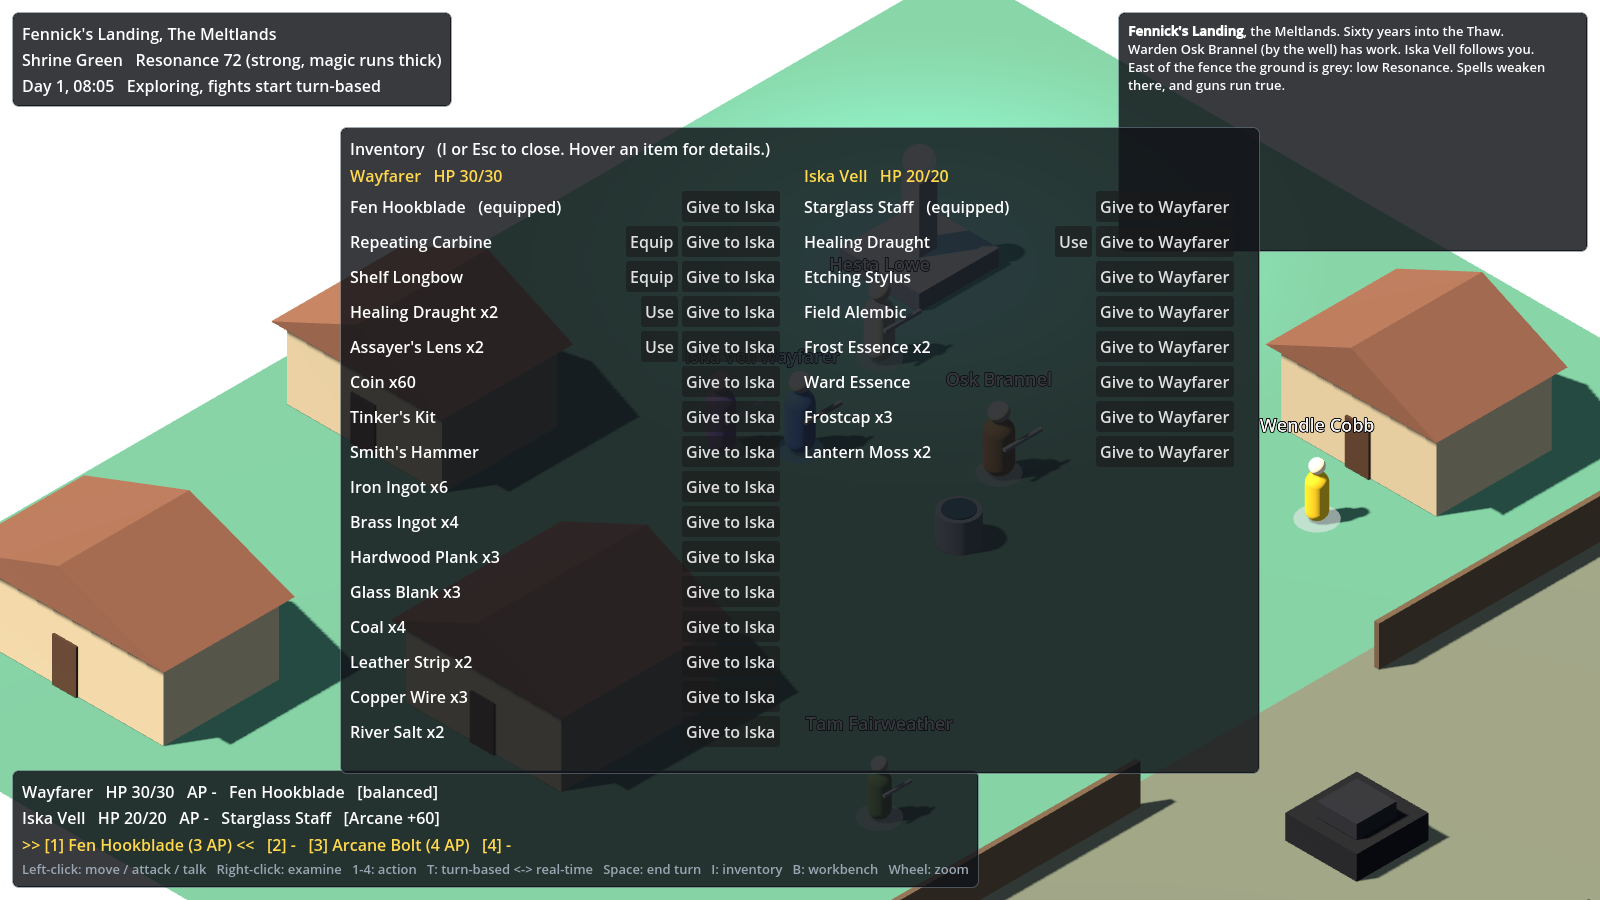 Fennick's Landing, The Meltlands
Shrine Green   Resonance 72 (strong, magic runs thick)
Day 1, 08:05   Exploring, fights start turn-based
Fennick's Landing, the Meltlands. Sixty years into the Thaw.
Warden Osk Brannel (by the well) has work. Iska Vell follows you.
East of the fence the ground is grey: low Resonance. Spells weaken
there, and guns run true.
Inventory   (I or Esc to close. Hover an item for details.)
Wayfarer   HP 30/30
Fen Hookblade   (equipped)   Give to Iska
Repeating Carbine   Equip   Give to Iska
Shelf Longbow   Equip   Give to Iska
Healing Draught x2   Use   Give to Iska
Assayer's Lens x2   Use   Give to Iska
Coin x60   Give to Iska
Tinker's Kit   Give to Iska
Smith's Hammer   Give to Iska
Iron Ingot x6   Give to Iska
Brass Ingot x4   Give to Iska
Hardwood Plank x3   Give to Iska
Glass Blank x3   Give to Iska
Coal x4   Give to Iska
Leather Strip x2   Give to Iska
Copper Wire x3   Give to Iska
River Salt x2   Give to Iska
Iska Vell   HP 20/20
Starglass Staff   (equipped)   Give to Wayfarer
Healing Draught   Use   Give to Wayfarer
Etching Stylus   Give to Wayfarer
Field Alembic   Give to Wayfarer
Frost Essence x2   Give to Wayfarer
Ward Essence   Give to Wayfarer
Frostcap x3   Give to Wayfarer
Lantern Moss x2   Give to Wayfarer
Hesta Lowe
Wayfarer
Osk Brannel
Wendle Cobb
Tam Fairweather
Wayfarer   HP 30/30   AP -   Fen Hookblade   [balanced]
Iska Vell   HP 20/20   AP -   Starglass Staff   [Arcane +60]
>> [1] Fen Hookblade (3 AP) <<   [2] -   [3] Arcane Bolt (4 AP)   [4] -
Left-click: move / attack / talk   Right-click: examine   1-4: action   T: turn-based <-> real-time   Space: end turn   I: inventory   B: workbench   Wheel: zoom